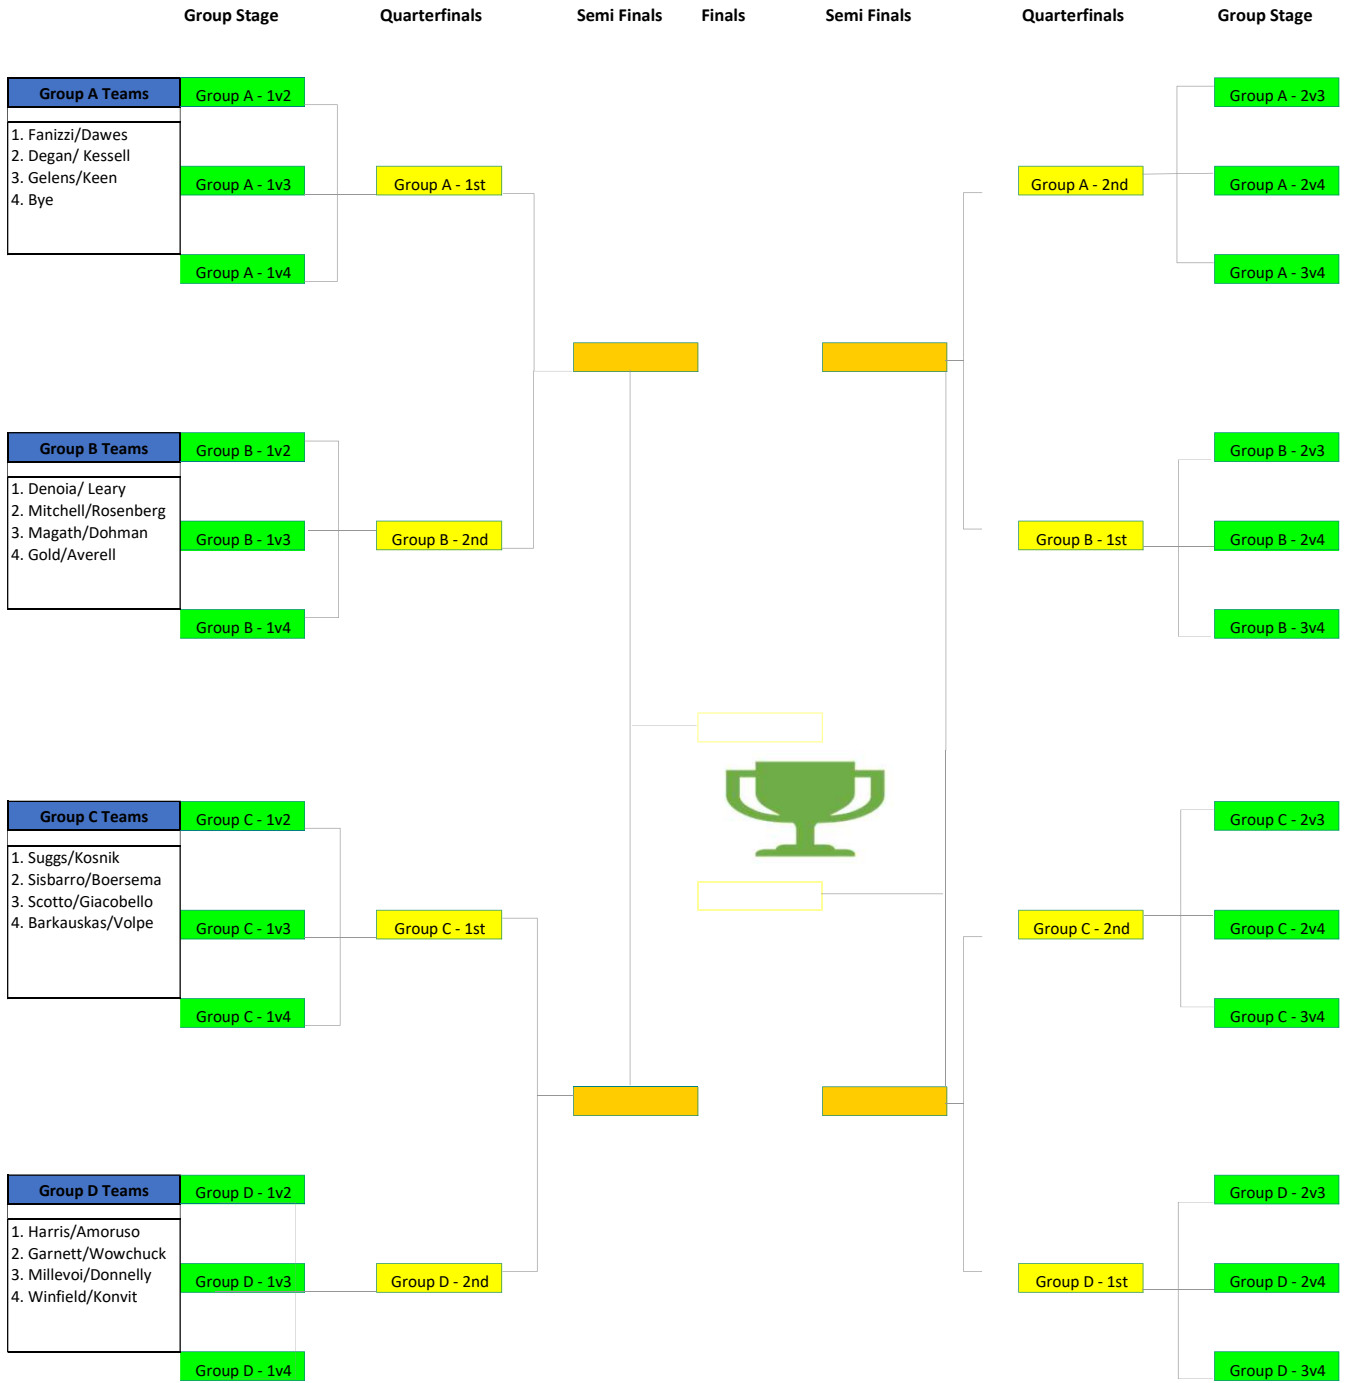 Group Stage Quarterfinals Semi Finals Finals Semi Finals Quarterfinals Group Stage
Group A Teams Group A - 1v2 Group A - 2v3
1. Fanizzi/Dawes
2. Degan/ Kessell
3. Gelens/Keen Group A - 1v3 Group A - 1st Group A - 2nd Group A - 2v4
4. Bye
Group A - 1v4 Group A - 3v4
Group B Teams Group B - 1v2 Group B - 2v3
1. Denoia/ Leary
2. Mitchell/Rosenberg
3. Magath/Dohman Group B - 1v3 Group B - 2nd Group B - 1st Group B - 2v4
4. Gold/Averell
Group B - 1v4 Group B - 3v4
Group C Teams Group C - 1v2 Group C - 2v3
1. Suggs/Kosnik
2. Sisbarro/Boersema
3. Scotto/Giacobello
4. Barkauskas/Volpe Group C - 1v3 Group C - 1st Group C - 2nd Group C - 2v4
Group C - 1v4 Group C - 3v4
Group D Teams Group D - 1v2 Group D - 2v3
1. Harris/Amoruso
2. Garnett/Wowchuck
3. Millevoi/Donnelly Group D - 1v3 Group D - 2nd Group D - 1st Group D - 2v4
4. Winfield/Konvit
Group D - 1v4 Group D - 3v4